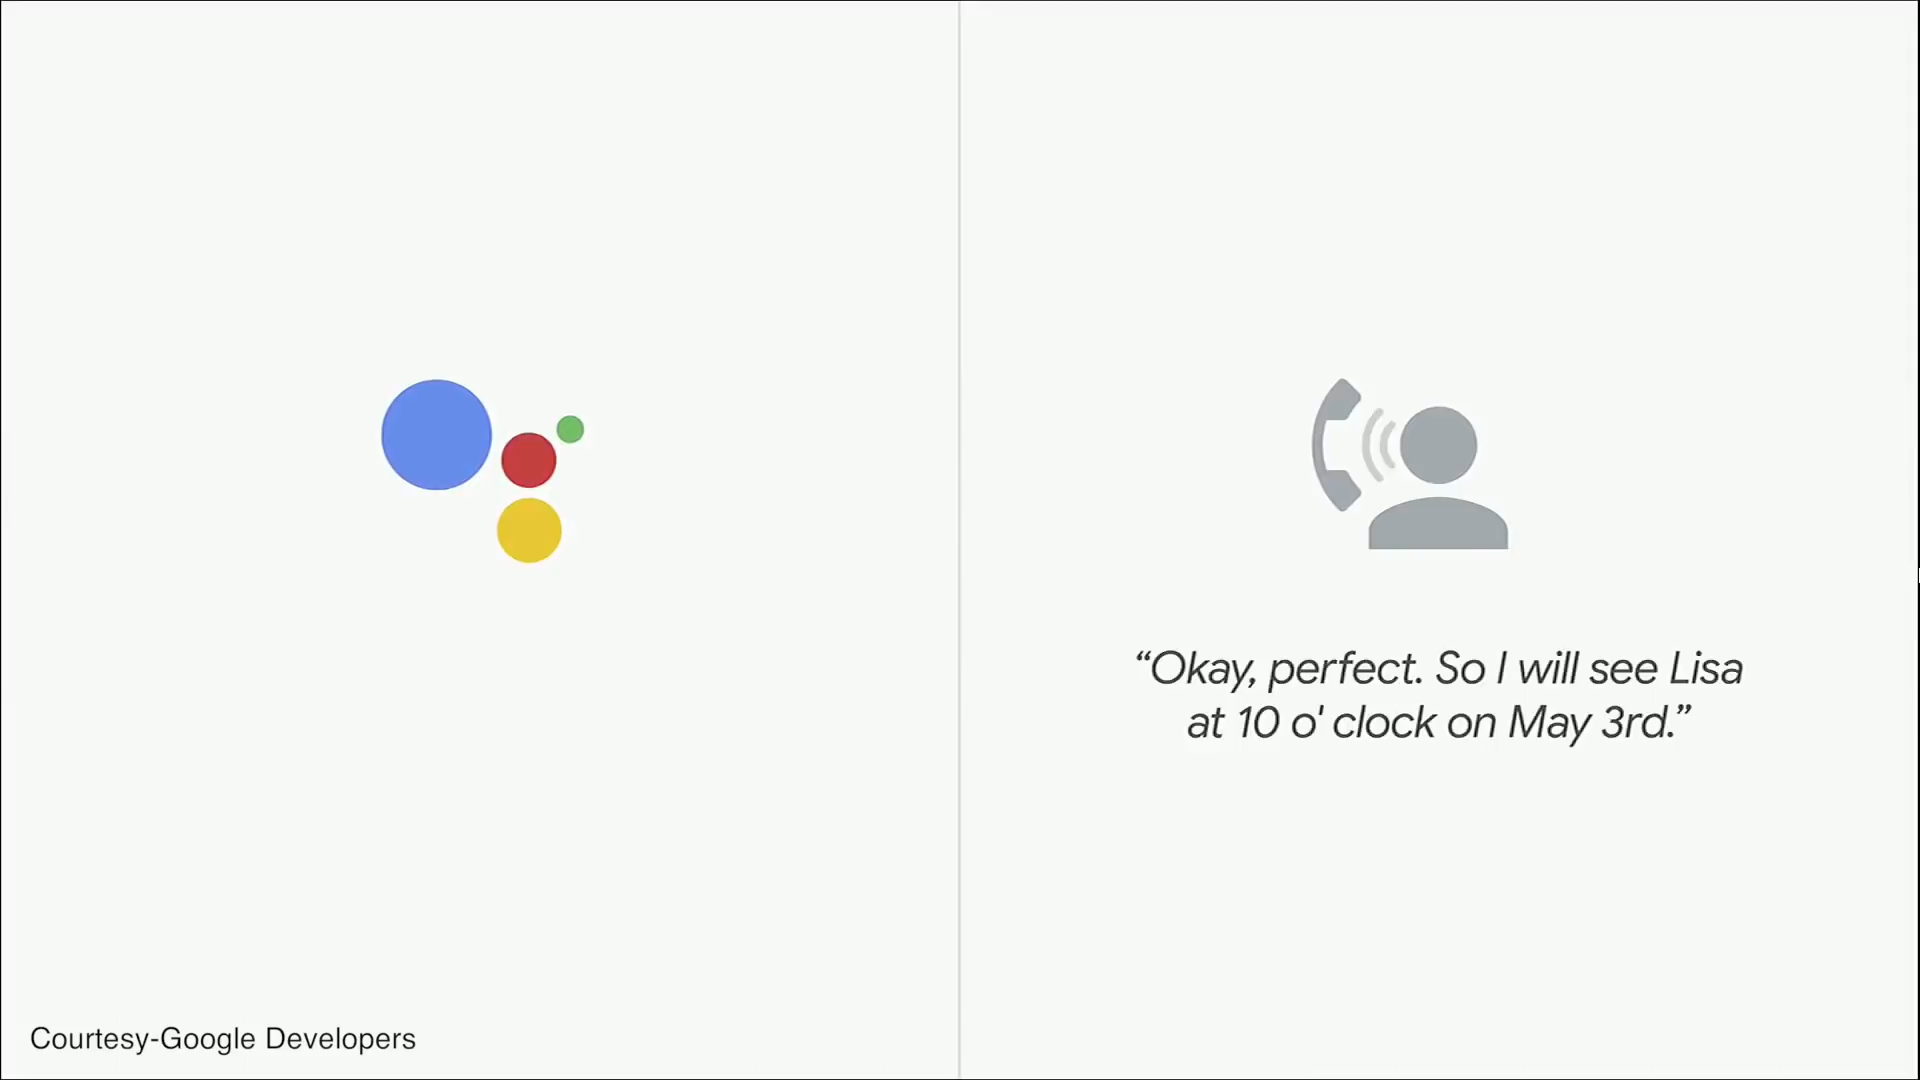 “Okay, perfect. So I will see Lisa
at 10 o' clock on May 3rd.”
Courtesy-Google Developers